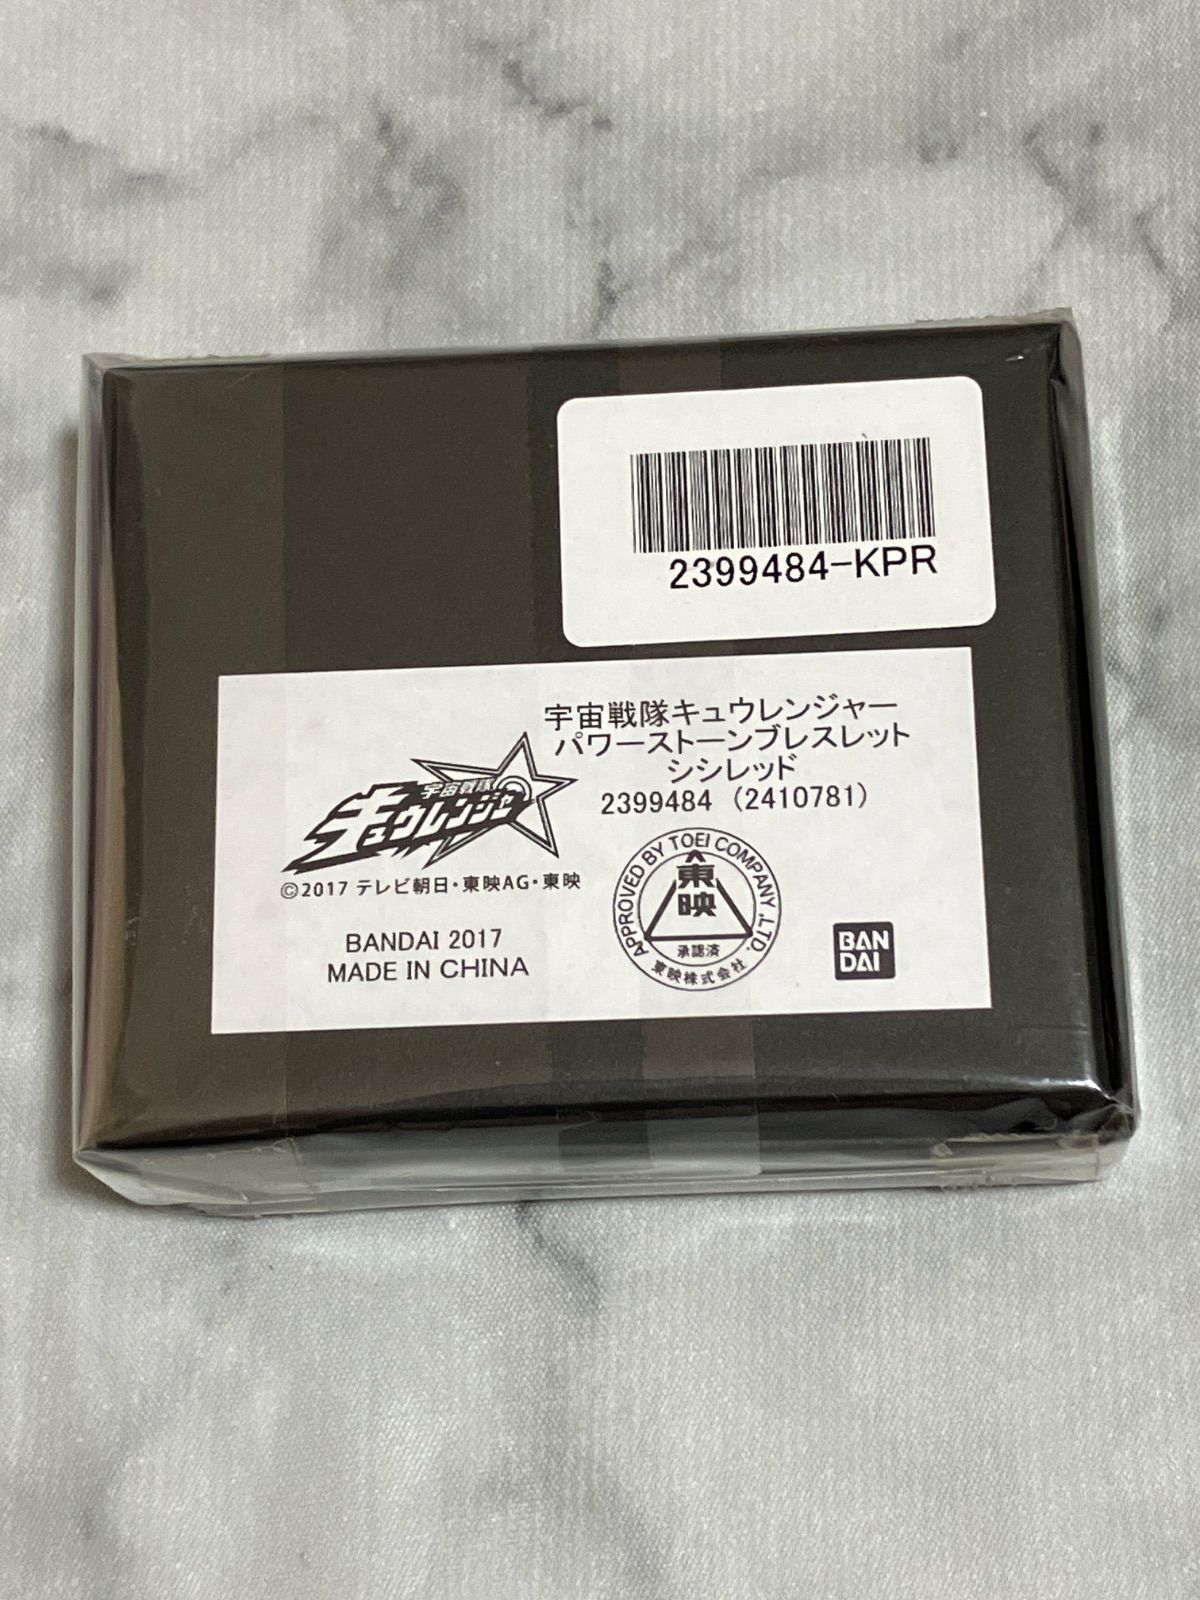 2399484-KPR
宇宙戦隊キュウレンジャー
パワーストーンブレスレット
シシレッド
2399484 (2410781)
宇宙戦隊
キュウレンジャー
©2017 テレビ朝日・東映AG・東映
BANDAI 2017
MADE IN CHINA
APPROVED BY TOEI COMPANY.,LTD.
東映
承認済
東映株式会社
BAN
DAI